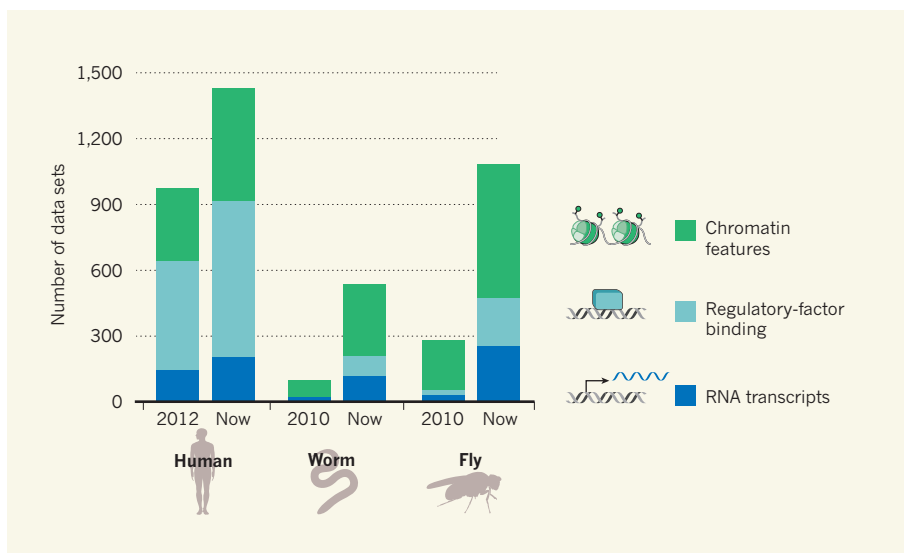 1,500
1,200
900
600
300
0
Number of data sets
2012 Now 2010 Now 2010 Now
Human Worm Fly
Chromatin
features
Regulatory-factor
binding
RNA transcripts